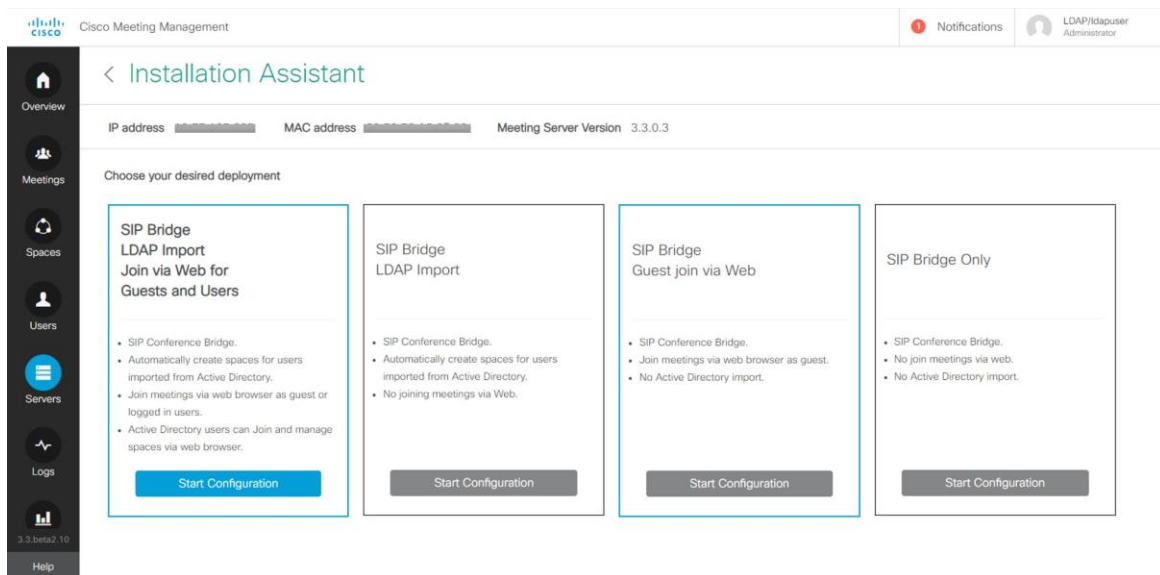 CISCO
Cisco Meeting Management
1 Notifications
LDAP/ldapuser
Administrator
Installation Assistant
IP address
MAC address
Meeting Server Version 3.3.0.3
Choose your desired deployment
Overview
Meetings
Spaces
Users
Servers
Logs
3.3.beta2.10
Help
SIP Bridge
LDAP Import
Join via Web for
Guests and Users
• SIP Conference Bridge.
• Automatically create spaces for users
imported from Active Directory.
• Join meetings via web browser as guest or
logged in users.
• Active Directory users can Join and manage
spaces via web browser.
Start Configuration
SIP Bridge
LDAP Import
• SIP Conference Bridge.
• Automatically create spaces for users
imported from Active Directory.
• No joining meetings via Web.
Start Configuration
SIP Bridge
Guest join via Web
• SIP Conference Bridge.
• Join meetings via web browser as guest.
• No Active Directory import.
Start Configuration
SIP Bridge Only
• SIP Conference Bridge.
• No join meetings via web.
• No Active Directory import.
Start Configuration